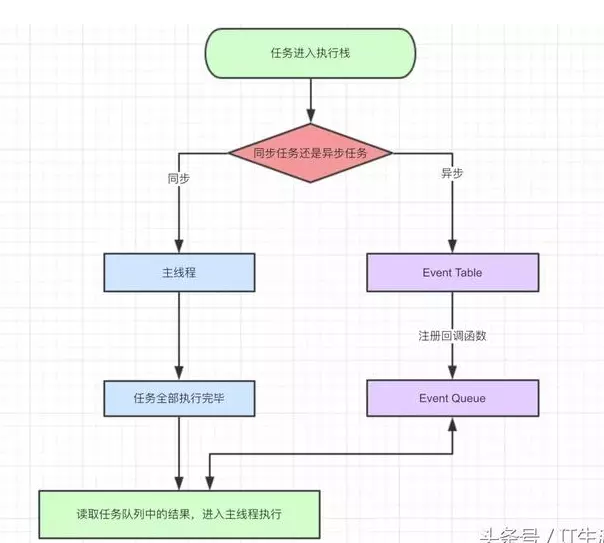 任务进入执行栈
同步任务还是异步任务
同步
异步
主线程
Event Table
注册回调函数
任务全部执行完毕
Event Queue
读取任务队列中的结果，进入主线程执行
头条号 / IT生